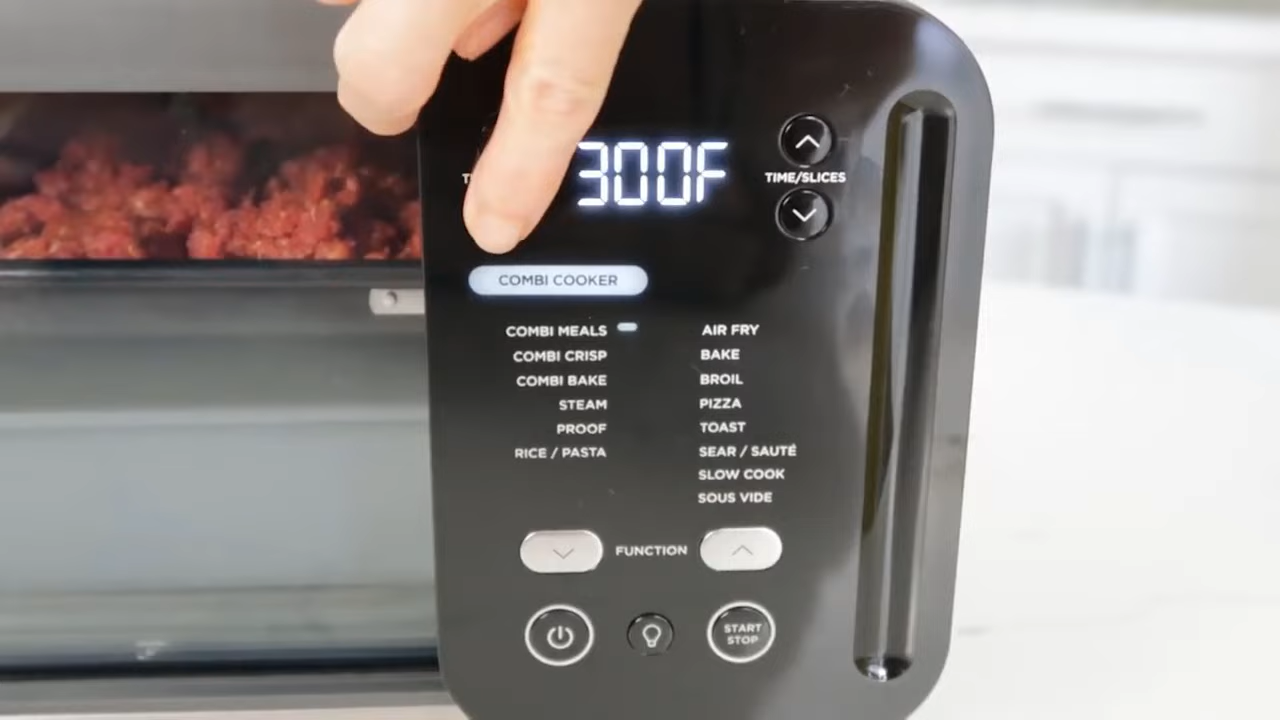 300F
TIME/SLICES
COMBI COOKER
COMBI MEALS
COMBI CRISP
COMBI BAKE
STEAM
PROOF
RICE / PASTA
AIR FRY
BAKE
BROIL
PIZZA
TOAST
SEAR / SAUTÉ
SLOW COOK
SOUS VIDE
FUNCTION
START
STOP